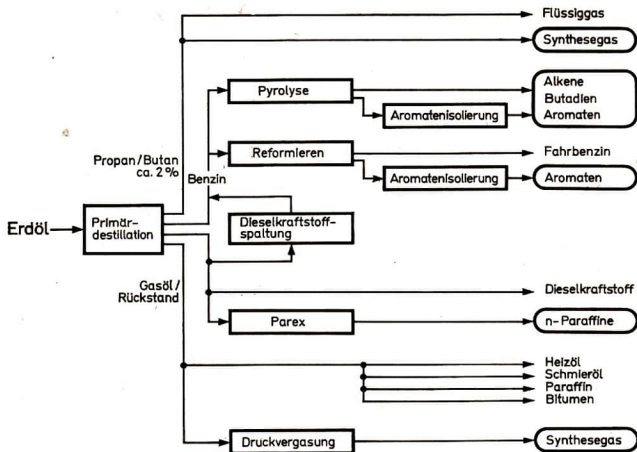 Flüssiggas
Synthesegas
Pyrolyse
Alkene
Butadien
Aromatenisolierung
Aromaten
Propan/Butan
ca. 2 %
Benzin
Reformieren
Fahrbenzin
Aromatenisolierung
Aromaten
Erdöl
Primär-
destillation
Dieselkraftstoff-
spaltung
Gasöl/
Rückstand
Dieselkraftstoff
Parex
n-Paraffine
Heizöl
Schmieröl
Paraffin
Bitumen
Druckvergasung
Synthesegas